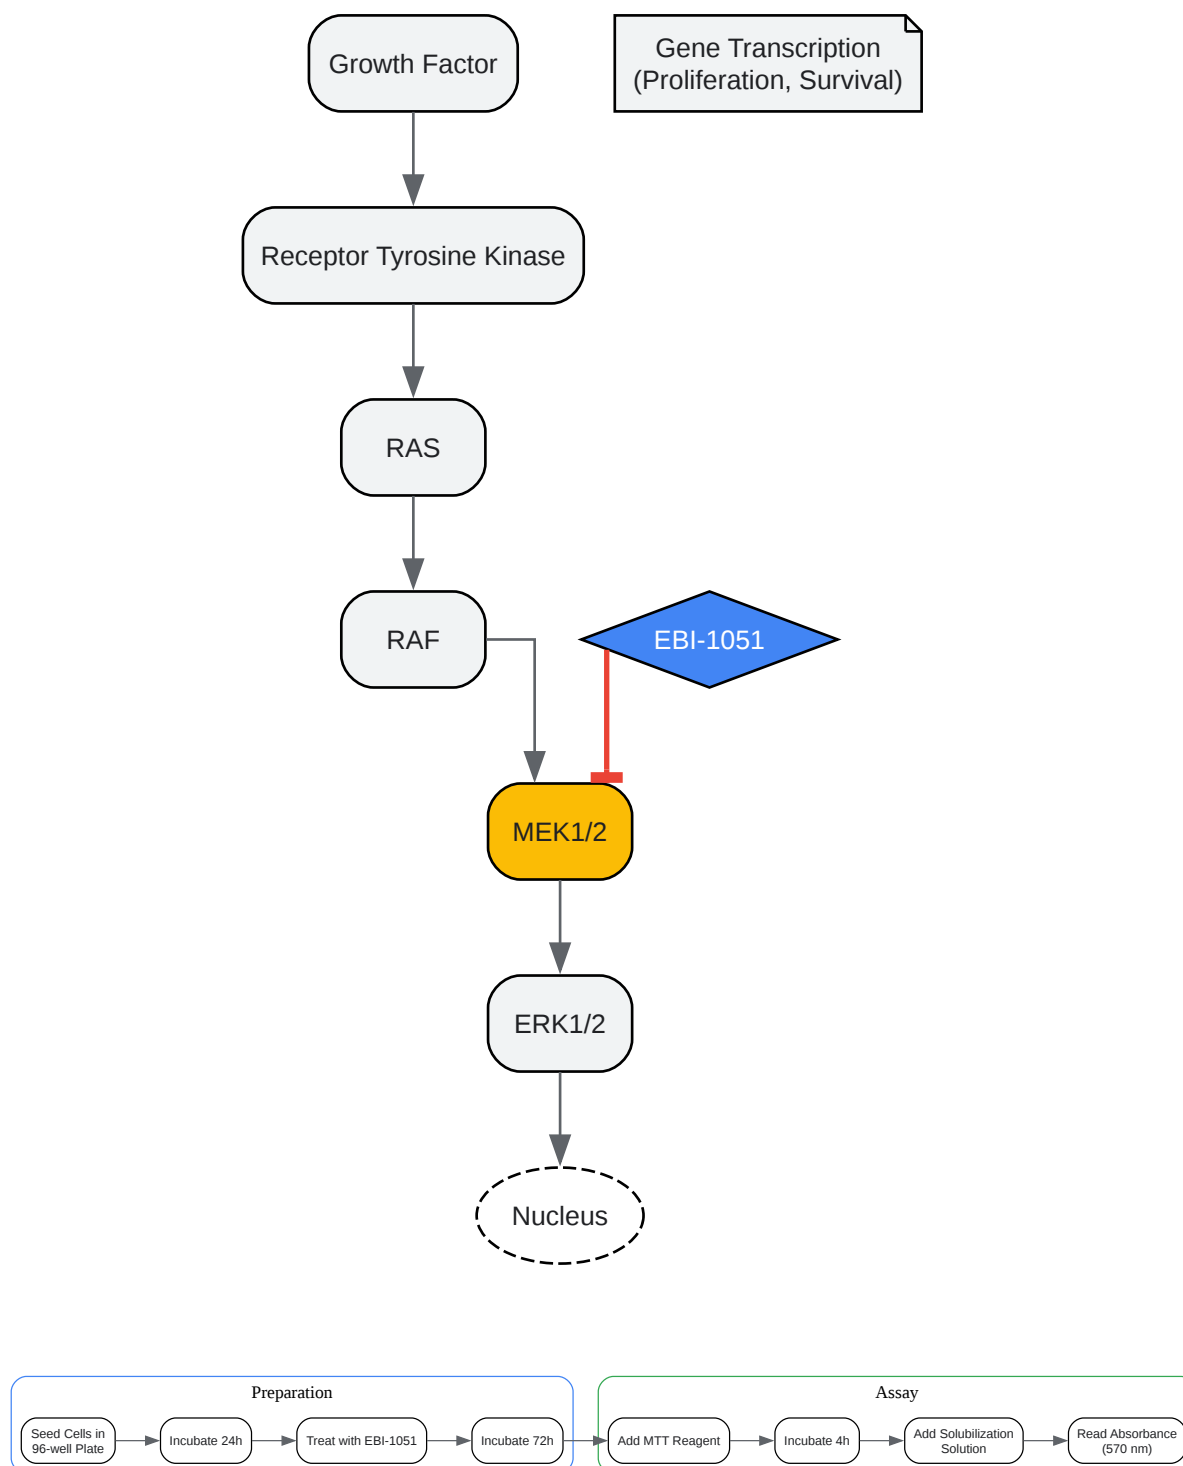 Growth Factor
Gene Transcription
(Proliferation, Survival)
Receptor Tyrosine Kinase
RAS
RAF
EBI-1051
MEK1/2
ERK1/2
Nucleus
Preparation
Seed Cells in
96-well Plate
Incubate 24h
Treat with EBI-1051
Incubate 72h
Assay
Add MTT Reagent
Incubate 4h
Add Solubilization
Solution
Read Absorbance
(570 nm)